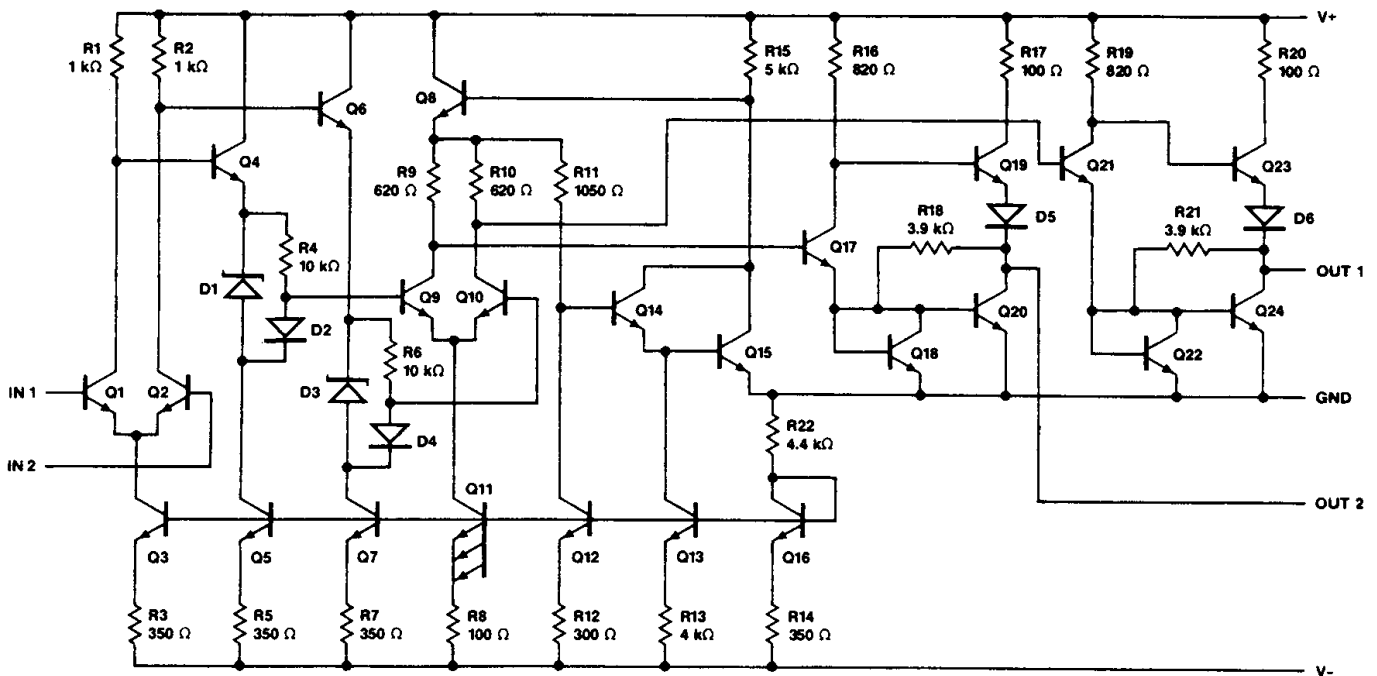 V+
R1
1 kΩ
R2
1 kΩ
Q4
Q6
Q8
R15
5 kΩ
R16
820 Ω
R17
100 Ω
R19
820 Ω
R20
100 Ω
R4
10 kΩ
R9
620 Ω
R10
620 Ω
R11
1050 Ω
Q19
Q21
Q23
D1
D2
D5
D6
R18
3.9 kΩ
R21
3.9 kΩ
Q17
OUT 1
Q9
Q10
Q14
Q15
Q20
Q24
Q18
Q22
R6
10 kΩ
D3
D4
IN 1
Q1
Q2
GND
IN 2
R22
4.4 kΩ
OUT 2
Q3
Q5
Q7
Q11
Q12
Q13
Q16
R3
350 Ω
R5
350 Ω
R7
350 Ω
R8
100 Ω
R12
300 Ω
R13
4 kΩ
R14
350 Ω
V-